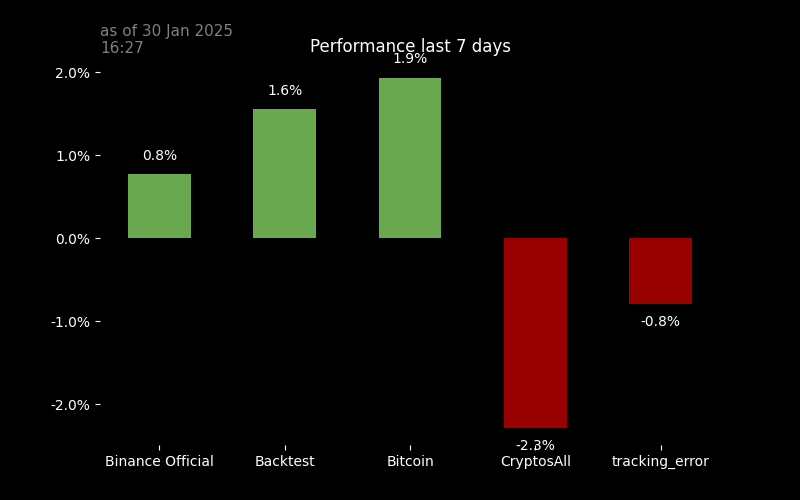 as of 30 Jan 2025
16:27
Performance last 7 days
2.0%
1.0%
0.0%
-1.0%
-2.0%
0.8%
1.6%
1.9%
-2.3%
-0.8%
Binance Official
Backtest
Bitcoin
CryptosAll
tracking_error